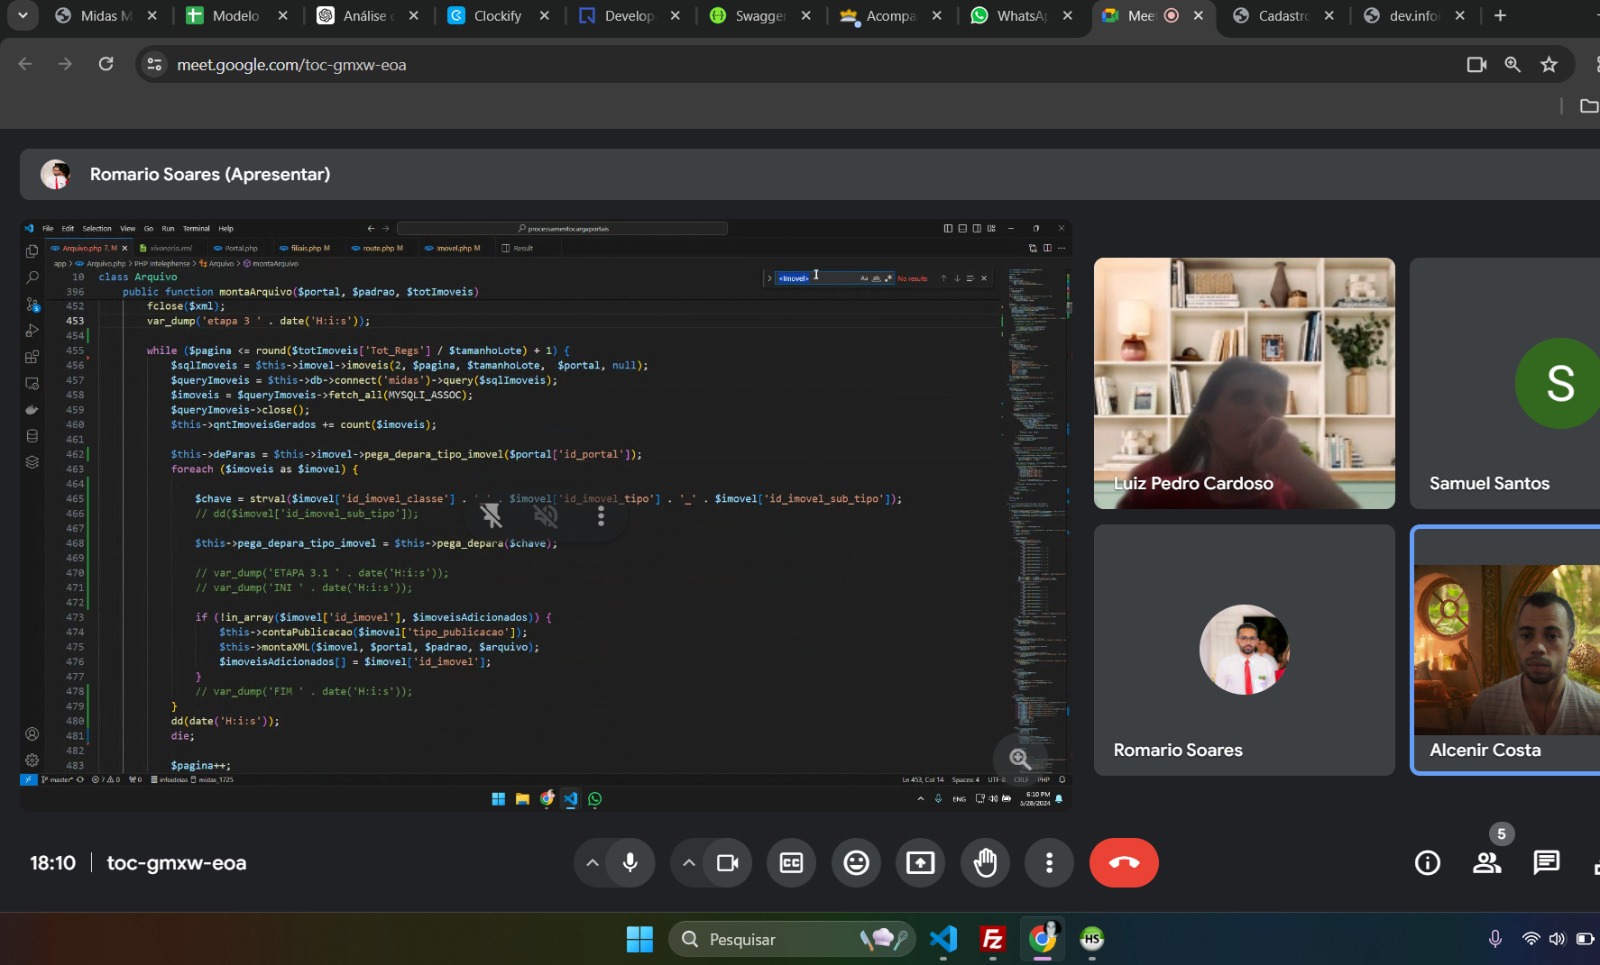 Midas M
Modelo
Análise c
Clockify
Develop
Swagge
Acompa
WhatsA
Mee
Cadastr
dev.info
meet.google.com/toc-gmxw-eoa
Romario Soares (Apresentar)
File Edit Selection View Go Run Terminal Help
processamentocargaportais
Arquivo.php 7, M
vivareria.xml
Portal.php
filiais.php M
route.php M
Imovel.php M
Result
app > Arquivo.php > PHP Intelephense > Arquivo > montaArquivo
10 class Arquivo
<Imovel>
Aa
ab
No results
396 public function montaArquivo($portal, $padrao, $totImoveis)
452 fclose($xml);
453 var_dump('etapa 3 ' . date('H:i:s'));
454
455 while ($pagina <= round($totImoveis['Tot_Regs'] / $tamanhoLote) + 1) {
456 $sqlImoveis = $this->imovel->imoveis(2, $pagina, $tamanhoLote,  $portal, null);
457 $queryImoveis = $this->db->connect('midas')->query($sqlImoveis);
458 $imoveis = $queryImoveis->fetch_all(MYSQLI_ASSOC);
459 $queryImoveis->close();
460 $this->qntImoveisGerados += count($imoveis);
461
462 $this->deParas = $this->imovel->pega_depara_tipo_imovel($portal['id_portal']);
463 foreach ($imoveis as $imovel) {
464
465 $chave = strval($imovel['id_imovel_classe'] . '_' . $imovel['id_imovel_tipo'] . '_' . $imovel['id_imovel_sub_tipo']);
466 // dd($imovel['id_imovel_sub_tipo']);
467
468 $this->pega_depara_tipo_imovel = $this->pega_depara($chave);
469
470 // var_dump('ETAPA 3.1 ' . date('H:i:s'));
471 // var_dump('INI ' . date('H:i:s'));
472
473 if (!in_array($imovel['id_imovel'], $imoveisAdicionados)) {
474 $this->contaPublicacao($imovel['tipo_publicacao']);
475 $this->montaXML($imovel, $portal, $padrao, $arquivo);
476 $imoveisAdicionados[] = $imovel['id_imovel'];
477 }
478 // var_dump('FIM ' . date('H:i:s'));
479 }
480 dd(date('H:i:s'));
481 die;
482
483 $pagina++;
master*
7 0
0
infoideias
midas_1725
Ln 453, Col 14
Spaces: 4
UTF-8
CRLF
PHP
ENG
6:10 PM
5/28/2024
Luiz Pedro Cardoso
S
Samuel Santos
Romario Soares
Alcenir Costa
18:10 | toc-gmxw-eoa
CC
5
Pesquisar
Fz
HS